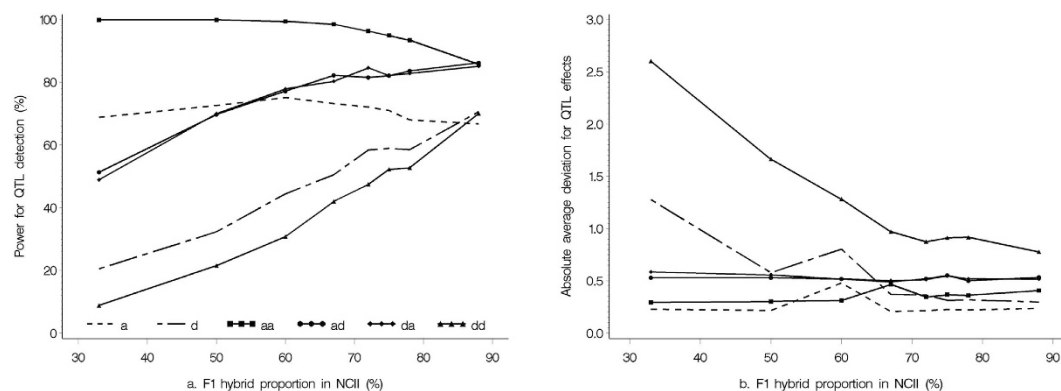 Power for QTL detection (%)
100
80
60
40
20
0
a d aa ad da dd
30 40 50 60 70 80 90
a. F1 hybrid proportion in NCII (%)
Absolute average deviation for QTL effects
3.0
2.5
2.0
1.5
1.0
0.5
0.0
30 40 50 60 70 80 90
b. F1 hybrid proportion in NCII (%)